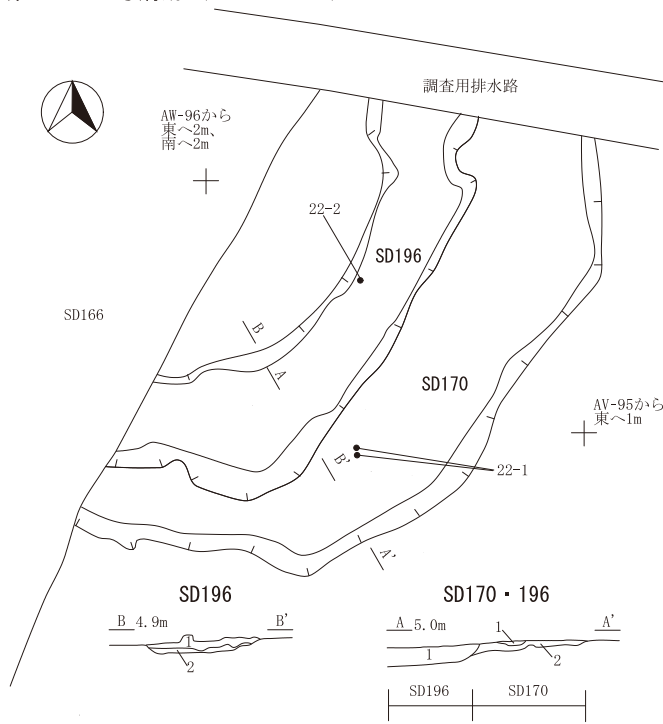 調査用排水路
AW-96から
東へ2m、
南へ2m
22-2
SD196
SD166
B
A
SD170
AV-95から
東へ1m
B'
22-1
A'
SD196
SD170・196
B 4.9m B'
1
2
A 5.0m A'
1
1
2
SD196 SD170